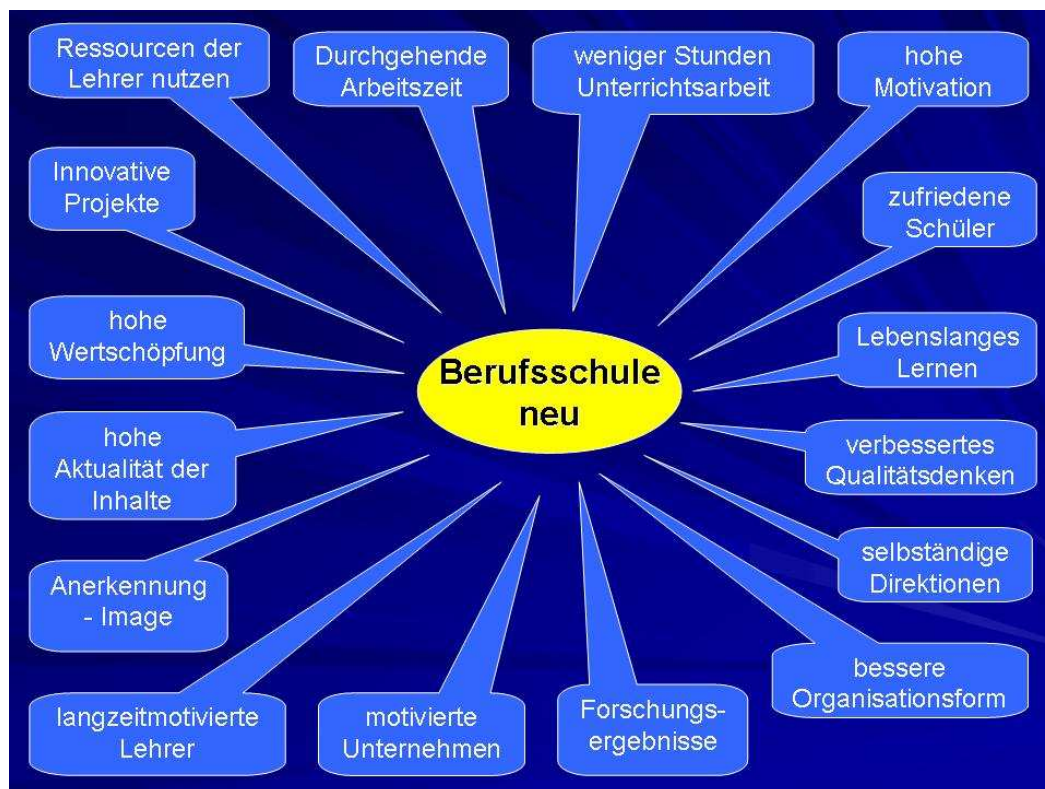 Ressourcen der
Lehrer nutzen
Durchgehende
Arbeitszeit
weniger Stunden
Unterrichtsarbeit
hohe
Motivation
Innovative
Projekte
zufriedene
Schüler
hohe
Wertschöpfung
Berufsschule
neu
Lebenslanges
Lernen
hohe
Aktualität der
Inhalte
verbessertes
Qualitätsdenken
Anerkennung
- Image
selbständige
Direktionen
langzeitmotivierte
Lehrer
motivierte
Unternehmen
Forschungs-
ergebnisse
bessere
Organisationsform